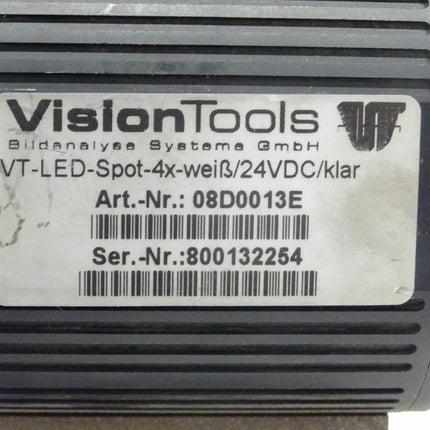 VisionTools
Bildanalyse Systeme GmbH
VT-LED-Spot-4x-weiß/24VDC/klar
Art.-Nr.: 08D0013E
Ser.-Nr.:800132254